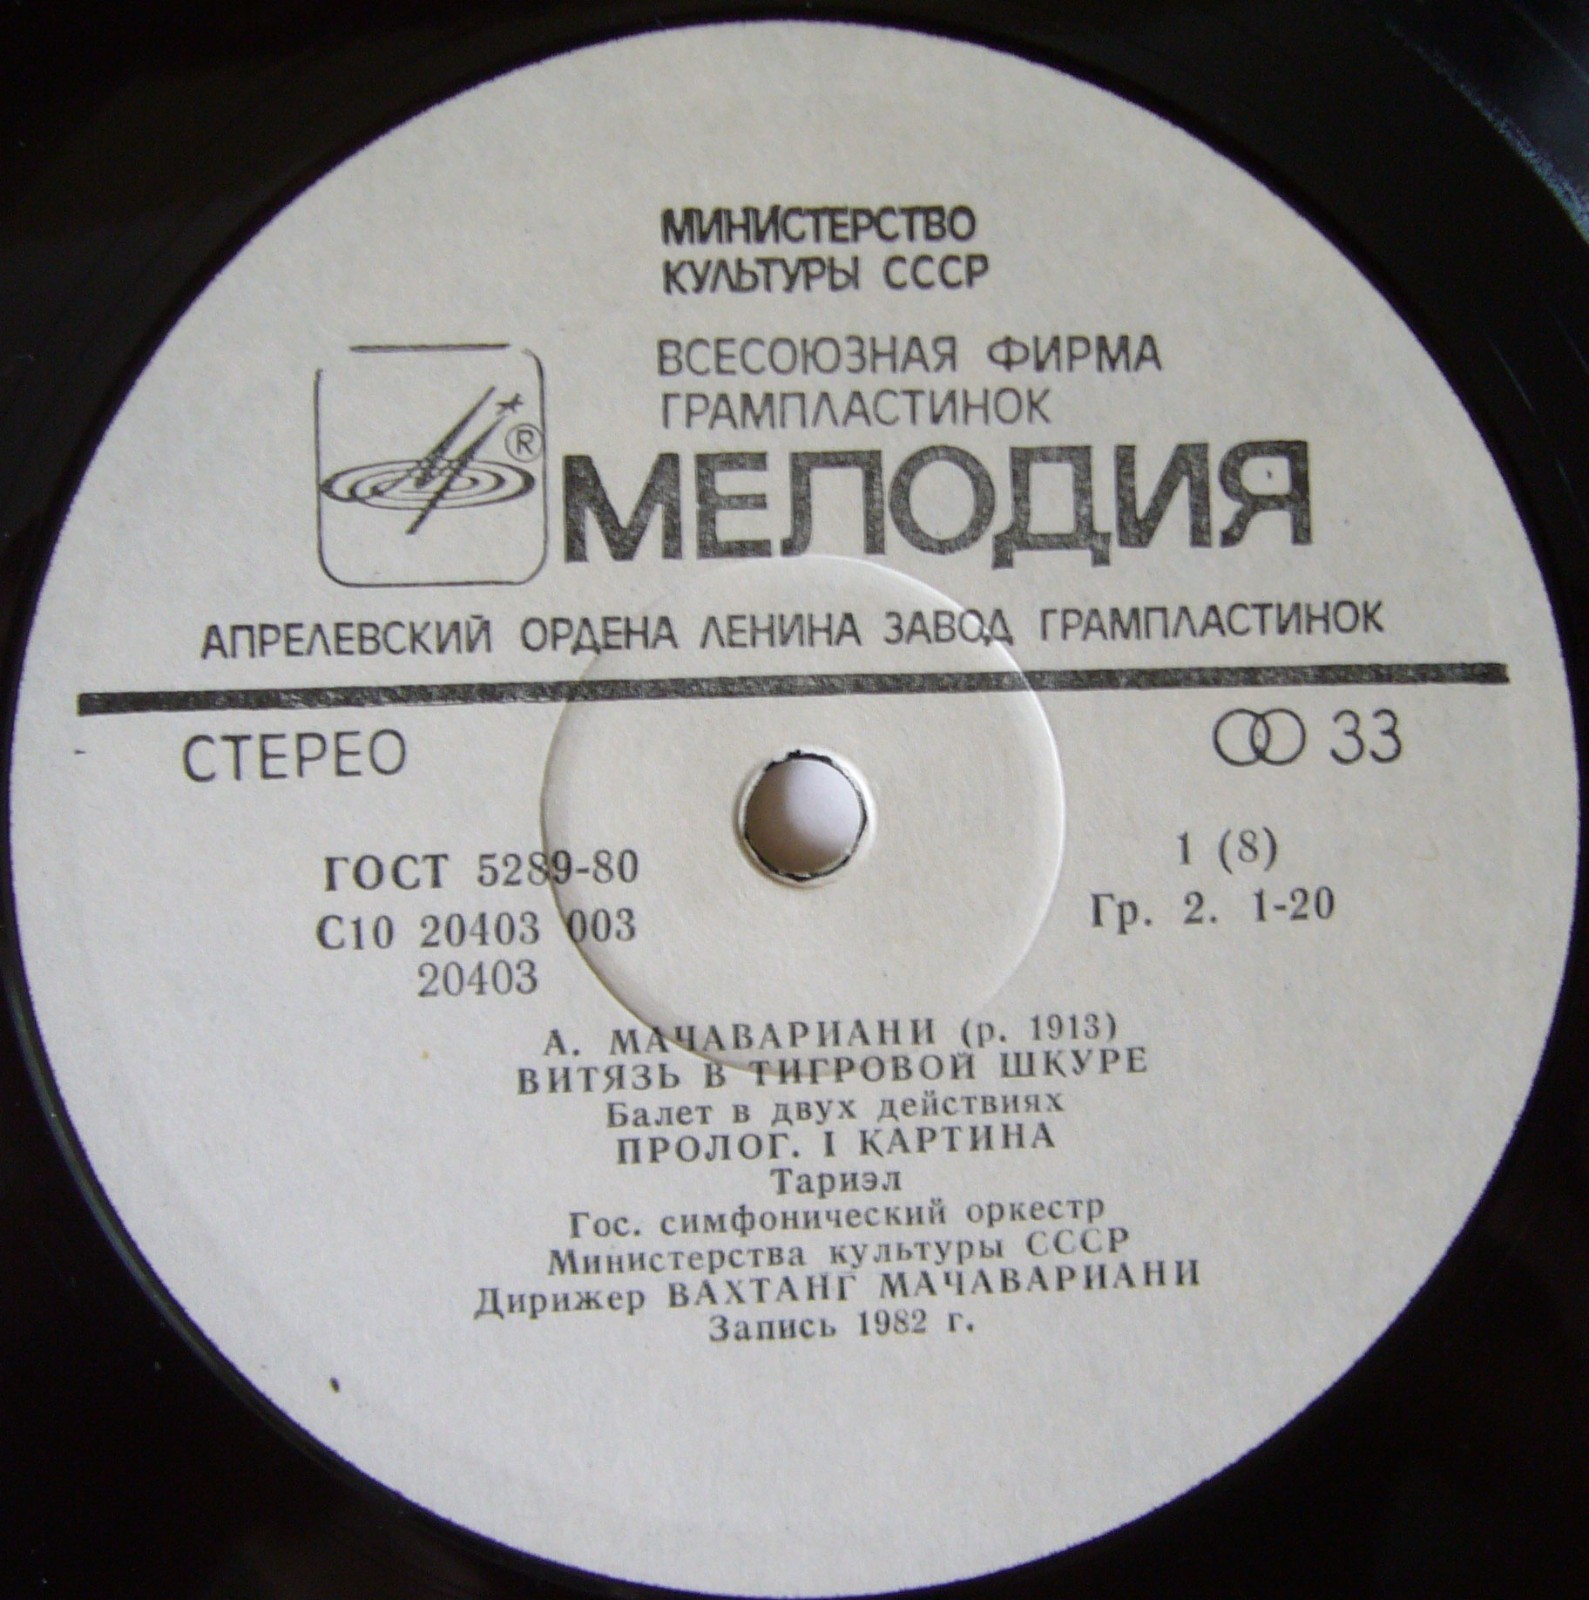 МИНИСТЕРСТВО
КУЛЬТУРЫ СССР
ВСЕСОЮЗНАЯ ФИРМА
ГРАМПЛАСТИНОК
®
МЕЛОДИЯ
АПРЕЛЕВСКИЙ ОРДЕНА ЛЕНИНА ЗАВОД ГРАМПЛАСТИНОК
СТЕРЕО
33
ГОСТ 5289-80
1 (8)
С10 20403 003
Гр. 2. 1-20
20403
А. МАЧАВАРИАНИ (р. 1913)
ВИТЯЗЬ В ТИГРОВОЙ ШКУРЕ
Балет в двух действиях
ПРОЛОГ. I КАРТИНА
Тариэл
Гос. симфонический оркестр
Министерства культуры СССР
Дирижер ВАХТАНГ МАЧАВАРИАНИ
Запись 1982 г.